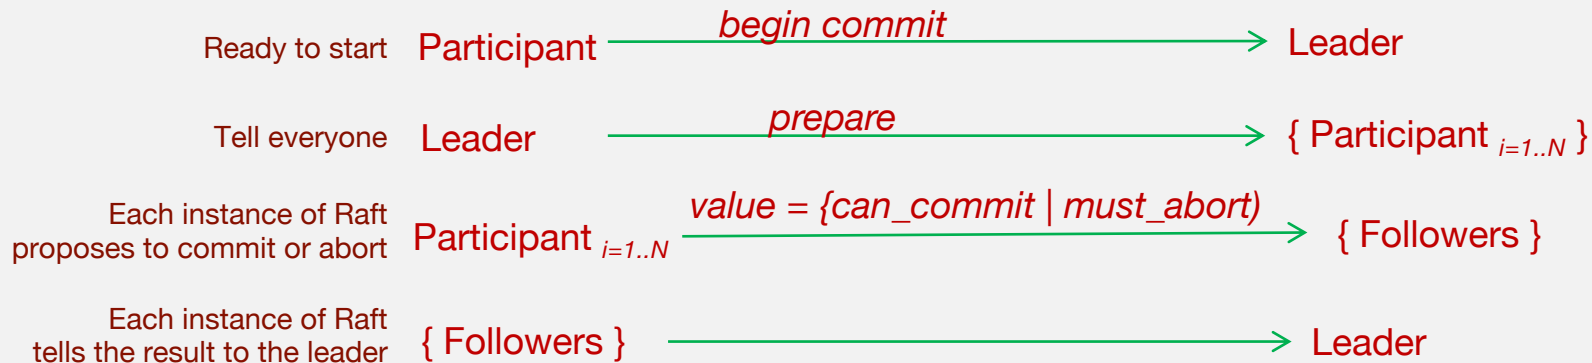 Ready to start Participant begin commit Leader
Tell everyone Leader prepare { Participant i=1..N }
Each instance of Raft
proposes to commit or abort Participant i=1..N value = {can_commit | must_abort) { Followers }
Each instance of Raft
tells the result to the leader { Followers } Leader